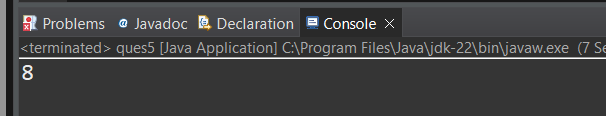 Problems @ Javadoc Declaration Console ×
<terminated> ques5 [Java Application] C:\Program Files\Java\jdk-22\bin\javaw.exe (7 Se
8